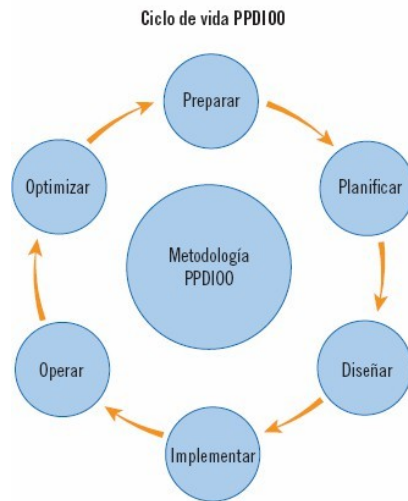 Ciclo de vida PPDIOO
Preparar
Planificar
Diseñar
Implementar
Operar
Optimizar
Metodología
PPDIOO